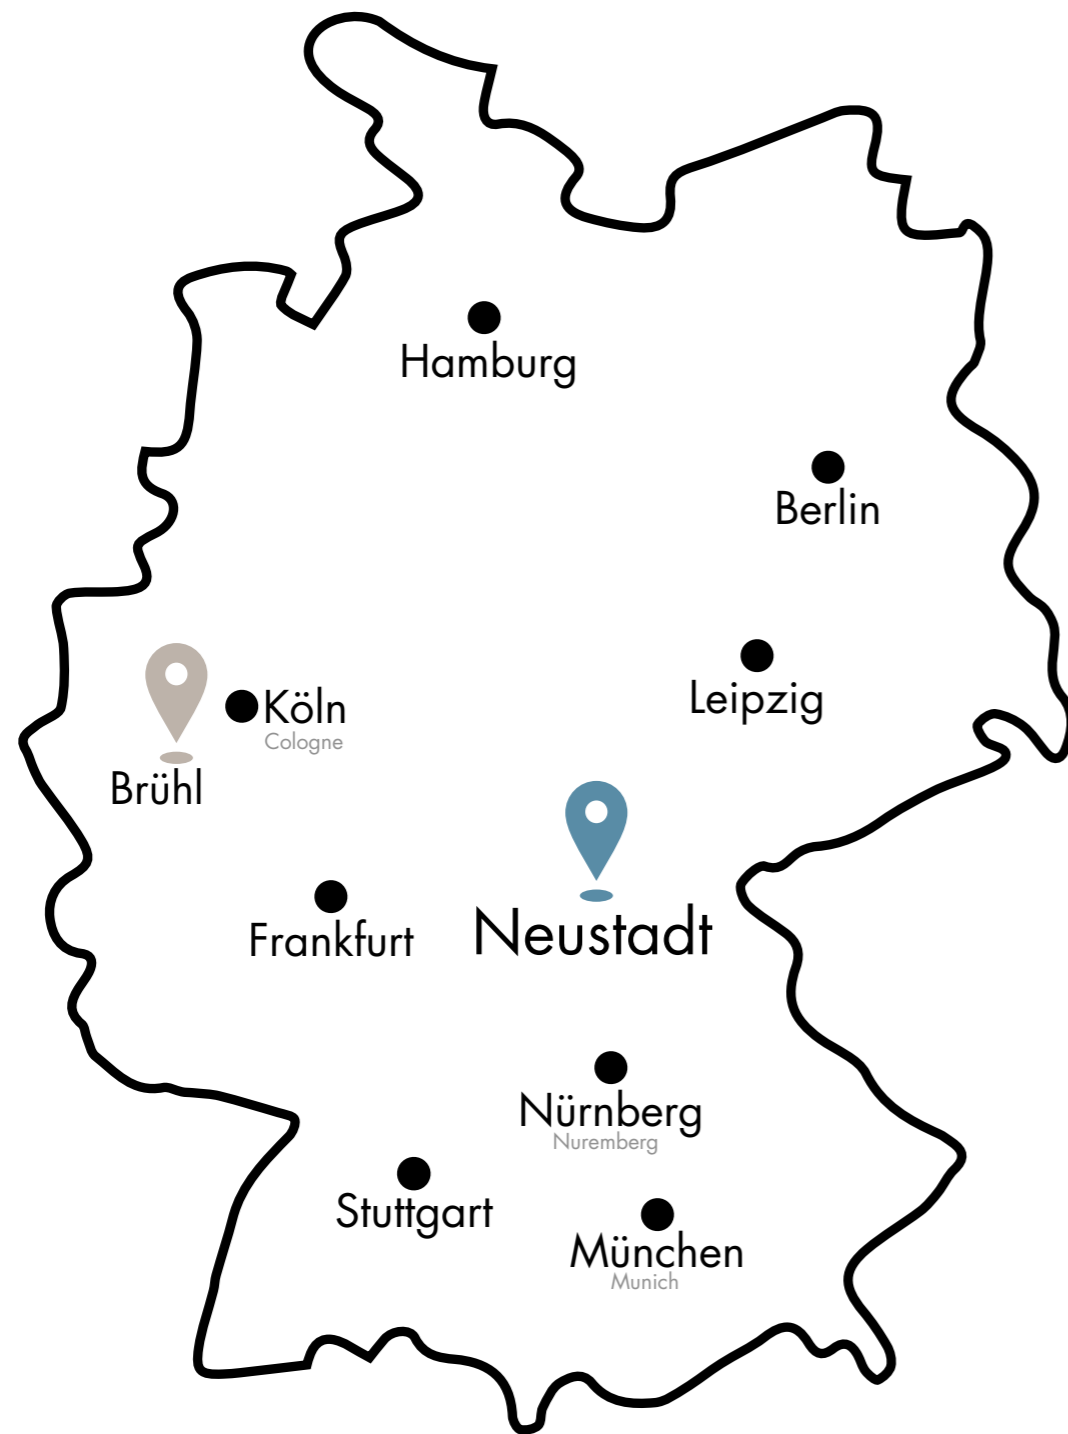 Hamburg
Berlin
Leipzig
Köln
Cologne
Brühl
Neustadt
Frankfurt
Nürnberg
Nuremberg
Stuttgart
München
Munich